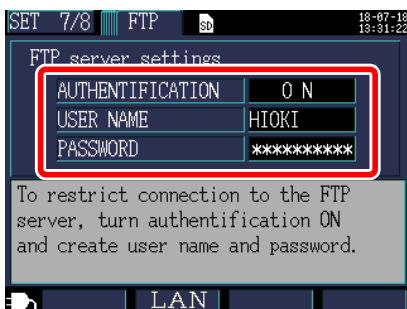 SET 7/8 FTP SD 18-07-18
13:31:22
FTP server settings
AUTHENTIFICATION ON
USER NAME HIOKI
PASSWORD **********
To restrict connection to the FTP
server, turn authentification ON
and create user name and password.
LAN